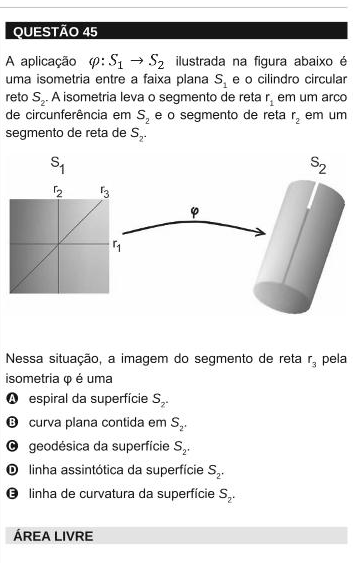 QUESTÃO 45
A aplicação φ: S₁ → S₂ ilustrada na figura abaixo é
uma isometria entre a faixa plana S₁ e o cilindro circular
reto S₂. A isometria leva o segmento de reta r₁ em um arco
de circunferência em S₂ e o segmento de reta r₂ em um
segmento de reta de S₂.
S₁
S₂
r₂
r₃
φ
r₁
Nessa situação, a imagem do segmento de reta r₃ pela
isometria φ é uma
A espiral da superfície S₂.
B curva plana contida em S₂.
C geodésica da superfície S₂.
D linha assintótica da superfície S₂.
E linha de curvatura da superfície S₂.
ÁREA LIVRE